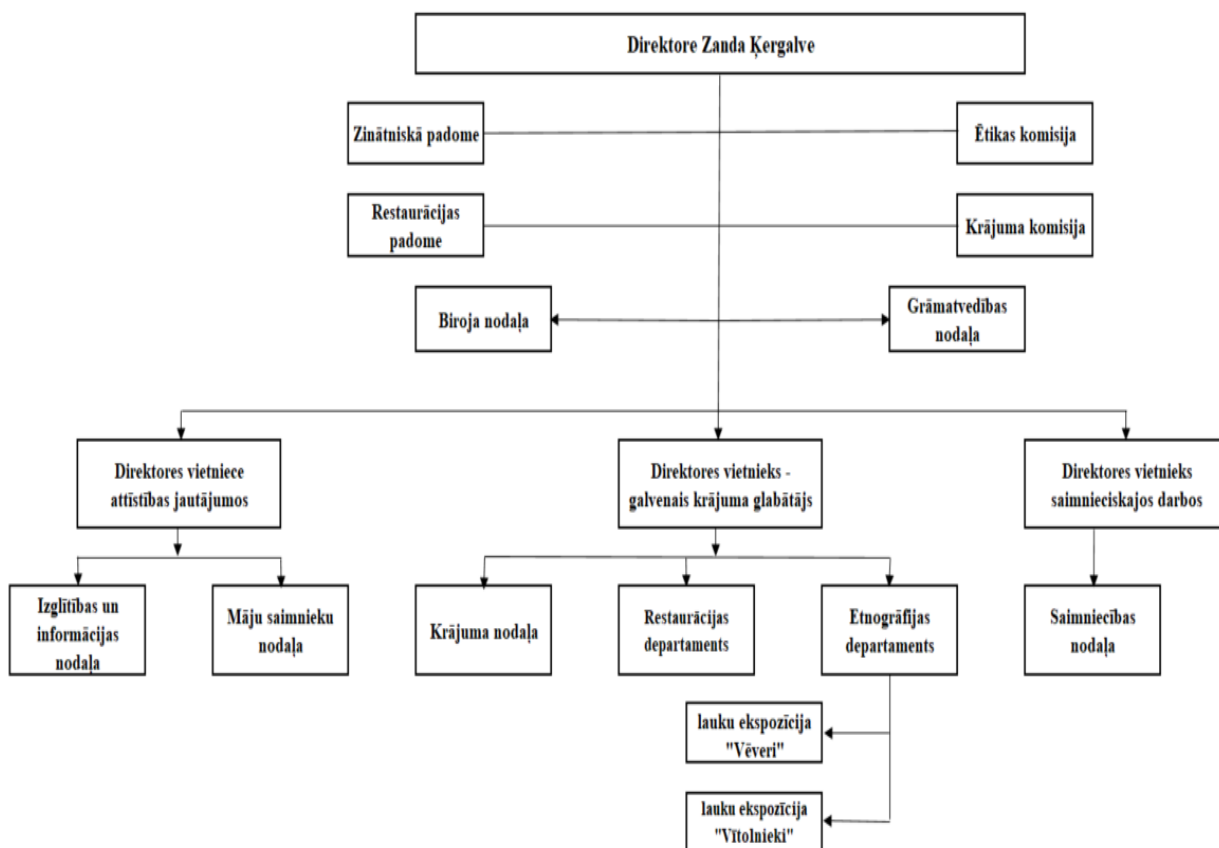 Direktore Zanda Ķergalve
Zinātniskā padome
Ētikas komisija
Restaurācijas
padome
Krājuma komisija
Biroja nodaļa
Grāmatvedības
nodaļa
Direktores vietniece
attīstības jautājumos
Direktores vietnieks -
galvenais krājuma glabātājs
Direktores vietnieks
saimnieciskajos darbos
Izglītības un
informācijas
nodaļa
Māju saimnieku
nodaļa
Krājuma nodaļa
Restaurācijas
departaments
Etnogrāfijas
departaments
Saimniecības
nodaļa
lauku ekspozīcija
"Vēveri"
lauku ekspozīcija
"Vītolnieki"